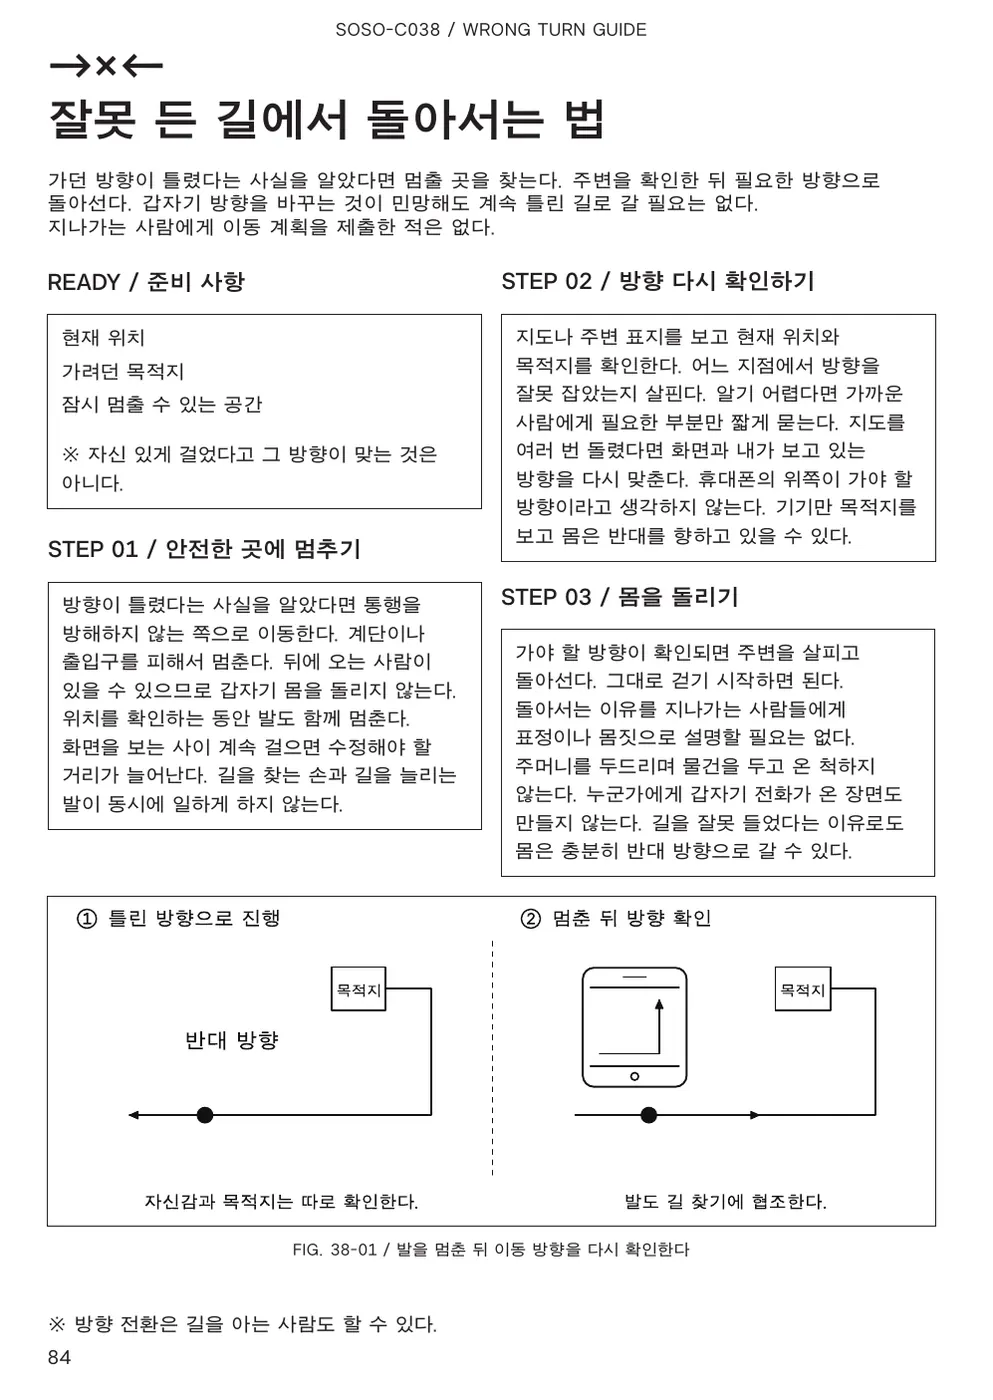 SOSO-C038 / WRONG TURN GUIDE
→×←
잘못 든 길에서 돌아서는 법
가던 방향이 틀렸다는 사실을 알았다면 멈출 곳을 찾는다. 주변을 확인한 뒤 필요한 방향으로
돌아선다. 갑자기 방향을 바꾸는 것이 민망해도 계속 틀린 길로 갈 필요는 없다.
지나가는 사람에게 이동 계획을 제출한 적은 없다.
READY / 준비 사항
현재 위치
가려던 목적지
잠시 멈출 수 있는 공간
※ 자신 있게 걸었다고 그 방향이 맞는 것은
아니다.
STEP 01 / 안전한 곳에 멈추기
방향이 틀렸다는 사실을 알았다면 통행을
방해하지 않는 쪽으로 이동한다. 계단이나
출입구를 피해서 멈춘다. 뒤에 오는 사람이
있을 수 있으므로 갑자기 몸을 돌리지 않는다.
위치를 확인하는 동안 발도 함께 멈춘다.
화면을 보는 사이 계속 걸으면 수정해야 할
거리가 늘어난다. 길을 찾는 손과 길을 늘리는
발이 동시에 일하게 하지 않는다.
STEP 02 / 방향 다시 확인하기
지도나 주변 표지를 보고 현재 위치와
목적지를 확인한다. 어느 지점에서 방향을
잘못 잡았는지 살핀다. 알기 어렵다면 가까운
사람에게 필요한 부분만 짧게 묻는다. 지도를
여러 번 돌렸다면 화면과 내가 보고 있는
방향을 다시 맞춘다. 휴대폰의 위쪽이 가야 할
방향이라고 생각하지 않는다. 기기만 목적지를
보고 몸은 반대를 향하고 있을 수 있다.
STEP 03 / 몸을 돌리기
가야 할 방향이 확인되면 주변을 살피고
돌아선다. 그대로 걷기 시작하면 된다.
돌아서는 이유를 지나가는 사람들에게
표정이나 몸짓으로 설명할 필요는 없다.
주머니를 두드리며 물건을 두고 온 척하지
않는다. 누군가에게 갑자기 전화가 온 장면도
만들지 않는다. 길을 잘못 들었다는 이유로도
몸은 충분히 반대 방향으로 갈 수 있다.
① 틀린 방향으로 진행
목적지
반대 방향
자신감과 목적지는 따로 확인한다.
② 멈춘 뒤 방향 확인
목적지
발도 길 찾기에 협조한다.
FIG. 38-01 / 발을 멈춘 뒤 이동 방향을 다시 확인한다
※ 방향 전환은 길을 아는 사람도 할 수 있다.
84